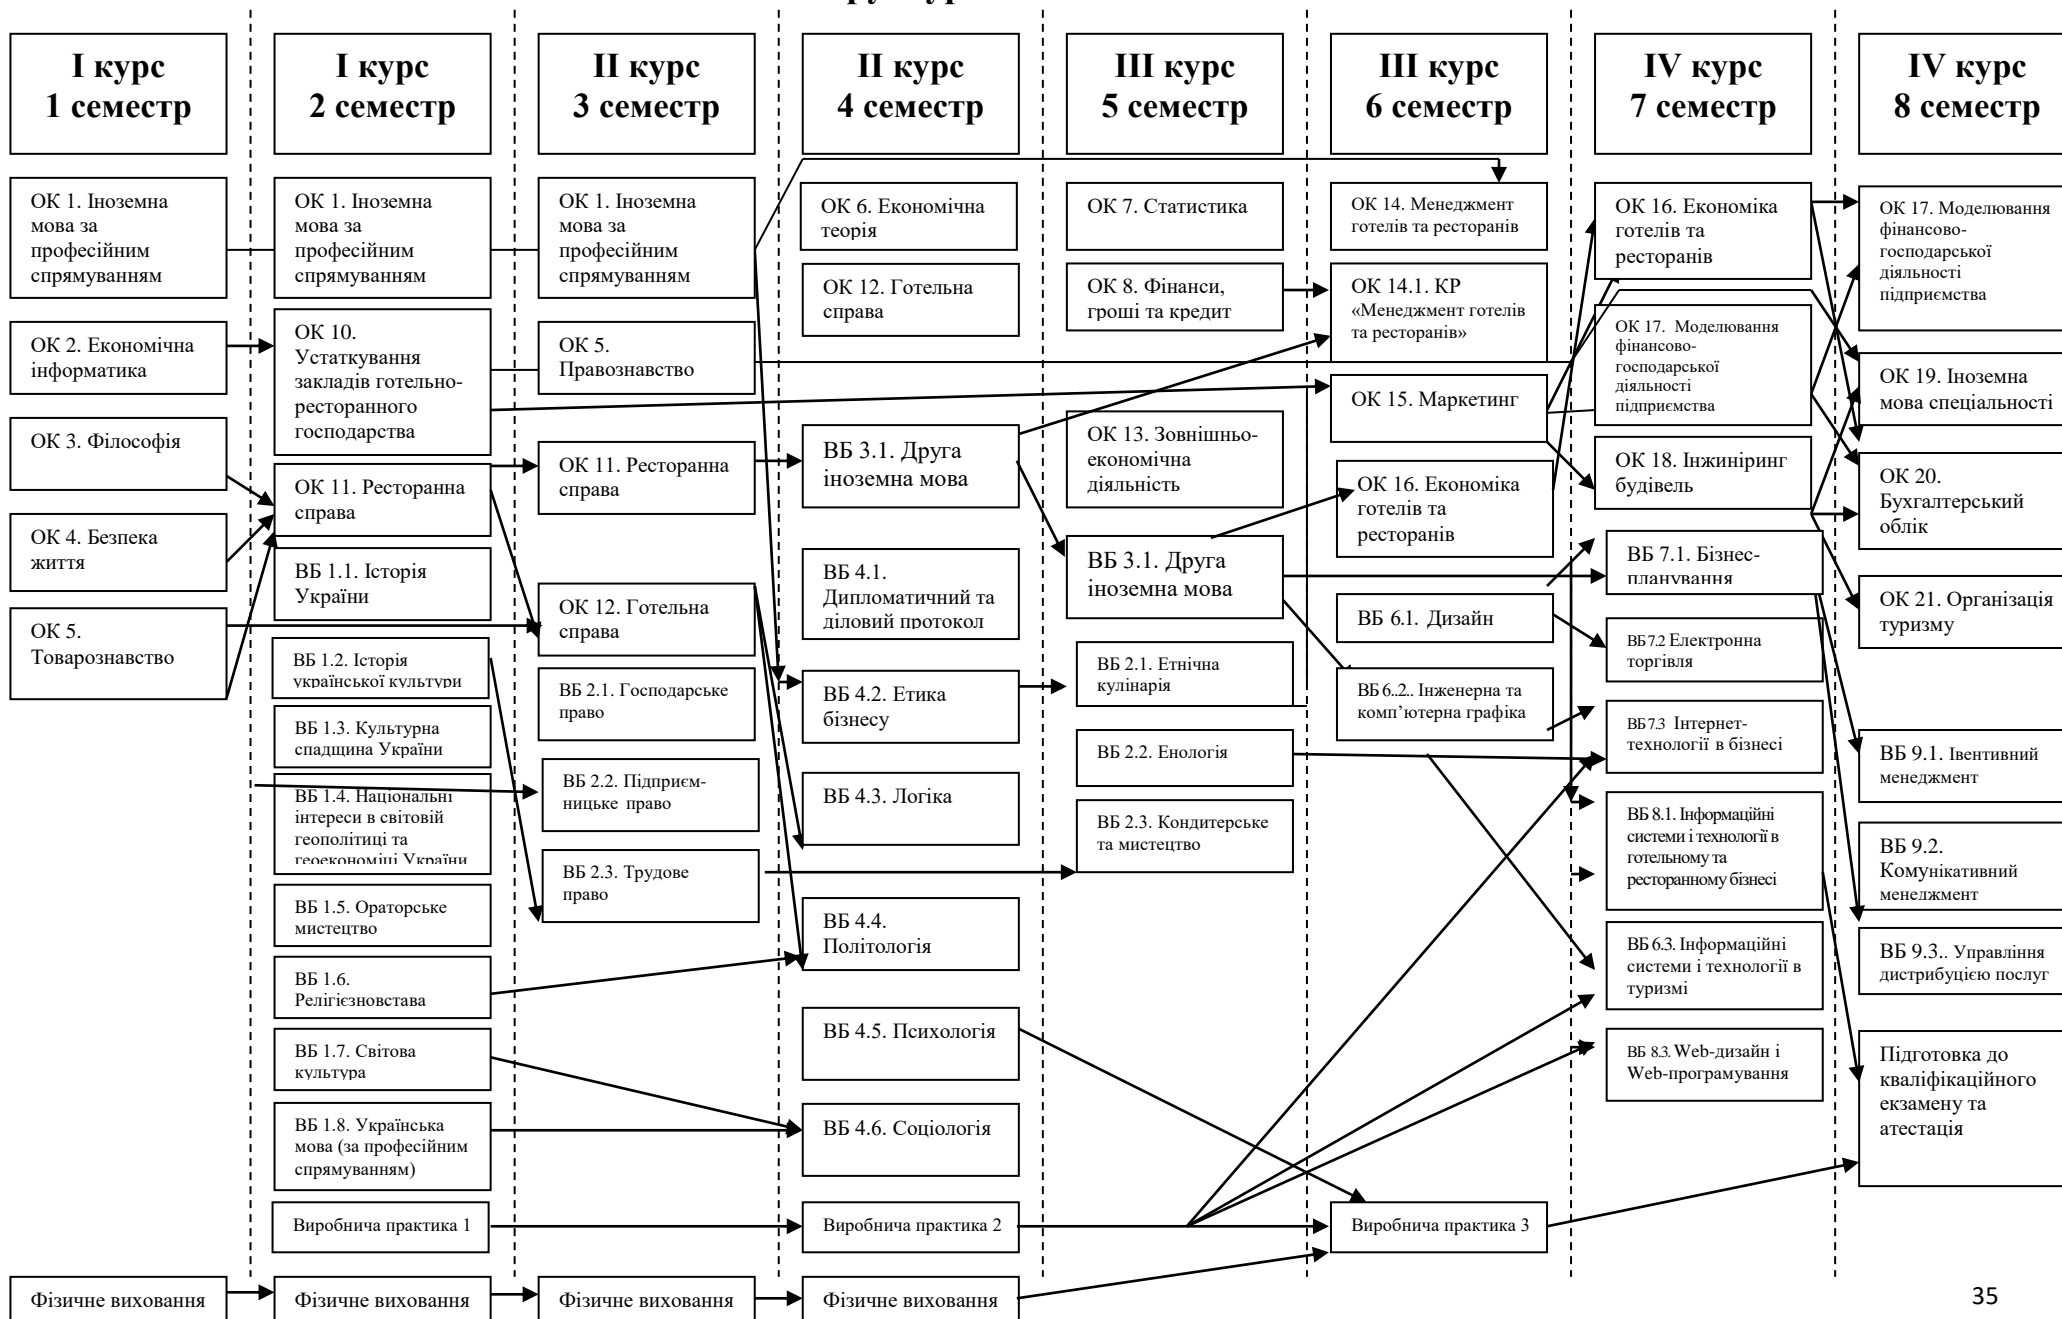 І курс
1 семестр
І курс
2 семестр
ІІ курс
3 семестр
ІІ курс
4 семестр
ІІІ курс
5 семестр
ІІІ курс
6 семестр
IV курс
7 семестр
IV курс
8 семестр
ОК 1. Іноземна
мова за
професійним
спрямуванням
ОК 2. Економічна
інформатика
ОК 3. Філософія
ОК 4. Безпека
життя
ОК 5.
Товарознавство
Фізичне виховання
ОК 1. Іноземна
мова за
професійним
спрямуванням
ОК 10.
Устаткування
закладів готельно-
ресторанного
господарства
ОК 11. Ресторанна
справа
ВБ 1.1. Історія
України
ВБ 1.2. Історія
української культури
ВБ 1.3. Культурна
спадщина України
ВБ 1.4. Національні
інтереси в світовій
геополітиці та
геоекономіці України
ВБ 1.5. Ораторське
мистецтво
ВБ 1.6.
Релігієзновстава
ВБ 1.7. Світова
культура
ВБ 1.8. Українська
мова (за професійним
спрямуванням)
Виробнича практика 1
Фізичне виховання
ОК 1. Іноземна
мова за
професійним
спрямуванням
ОК 5.
Правознавство
ОК 11. Ресторанна
справа
ОК 12. Готельна
справа
ВБ 2.1. Господарське
право
ВБ 2.2. Підприєм-
ницьке право
ВБ 2.3. Трудове
право
Фізичне виховання
ОК 6. Економічна
теорія
ОК 12. Готельна
справа
ВБ 3.1. Друга
іноземна мова
ВБ 4.1.
Дипломатичний та
діловий протокол
ВБ 4.2. Етика
бізнесу
ВБ 4.3. Логіка
ВБ 4.4.
Політологія
ВБ 4.5. Психологія
ВБ 4.6. Соціологія
Виробнича практика 2
Фізичне виховання
ОК 7. Статистика
ОК 8. Фінанси,
гроші та кредит
ОК 13. Зовнішньо-
економічна
діяльність
ВБ 3.1. Друга
іноземна мова
ВБ 2.1. Етнічна
кулінарія
ВБ 2.2. Енологія
ВБ 2.3. Кондитерське
та мистецтво
ОК 14. Менеджмент
готелів та ресторанів
ОК 14.1. КР
«Менеджмент готелів
та ресторанів»
ОК 15. Маркетинг
ОК 16. Економіка
готелів та
ресторанів
ВБ 6.1. Дизайн
ВБ 6..2.. Інженерна та
комп’ютерна графіка
Виробнича практика 3
ОК 16. Економіка
готелів та
ресторанів
ОК 17. Моделювання
фінансово-
господарської
діяльності
підприємства
ОК 18. Інжиніринг
будівель
ВБ 7.1. Бізнес-
планування
ВБ 7.2 Електронна
торгівля
ВБ 7.3 Інтернет-
технології в бізнесі
ВБ 8.1. Інформаційні
системи і технології в
готельному та
ресторанному бізнесі
ВБ 6.3. Інформаційні
системи і технології в
туризмі
ВБ 8.3. Web-дизайн і
Web-програмування
ОК 17. Моделювання
фінансово-
господарської
діяльності
підприємства
ОК 19. Іноземна
мова спеціальності
ОК 20.
Бухгалтерський
облік
ОК 21. Організація
туризму
ВБ 9.1. Івентивний
менеджмент
ВБ 9.2.
Комунікативний
менеджмент
ВБ 9.3.. Управління
дистрибуцією послуг
Підготовка до
кваліфікаційного
екзамену та
атестація
35